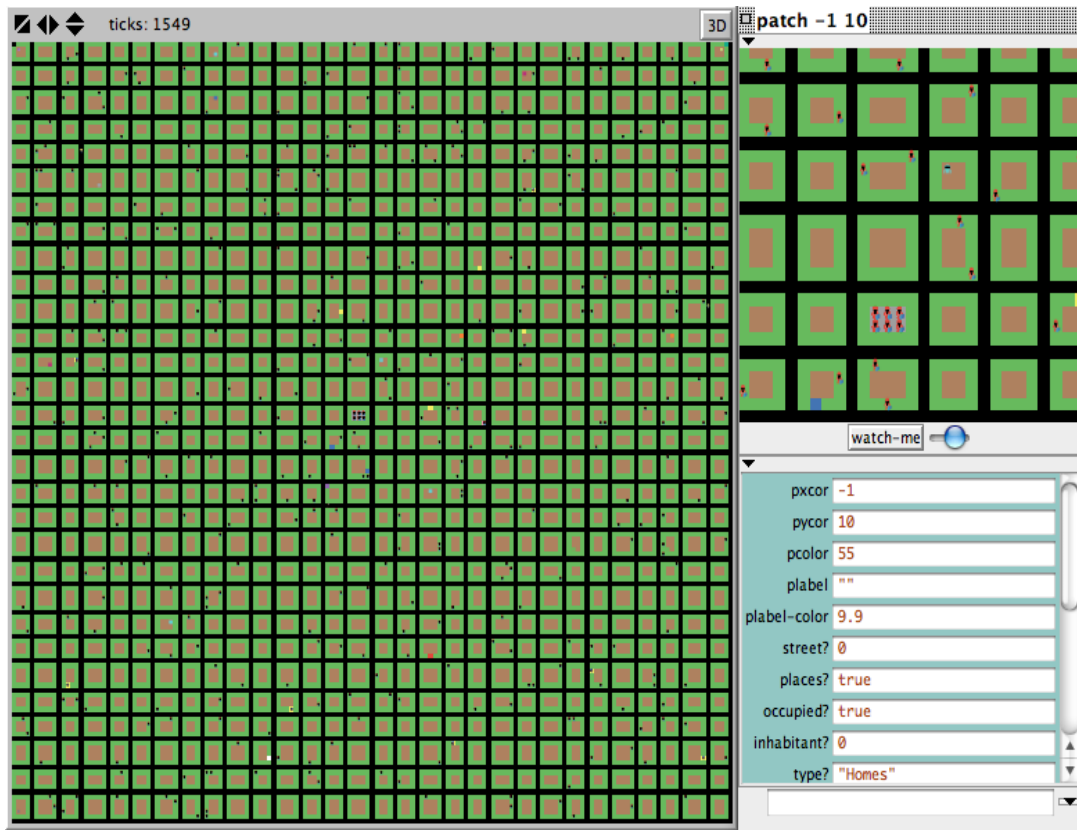 ticks: 1549
3D
patch -1 10
watch-me
pxcor -1
pycor 10
pcolor 55
plabel ""
plabel-color 9.9
street? 0
places? true
occupied? true
inhabitant? 0
type? "Homes"